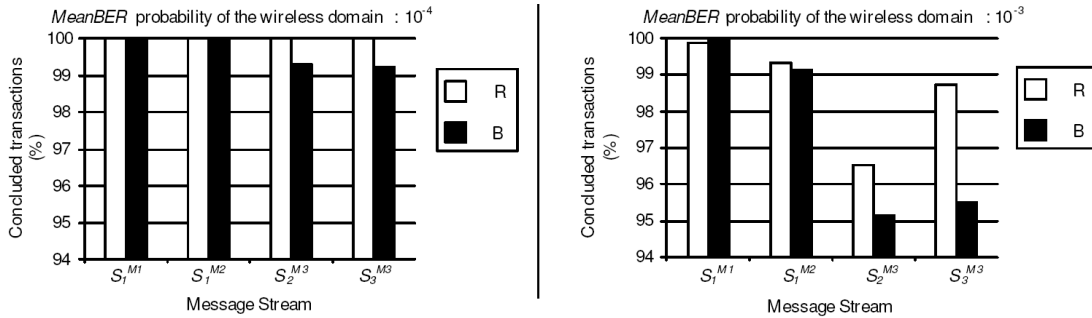 MeanBER probability of the wireless domain : 10⁻⁴
Concluded transactions
(%)
100
99
98
97
96
95
94
S₁ᴹ¹ S₁ᴹ² S₂ᴹ³ S₃ᴹ³
Message Stream
R
B
MeanBER probability of the wireless domain : 10⁻³
Concluded transactions
(%)
100
99
98
97
96
95
94
S₁ᴹ¹ S₁ᴹ² S₂ᴹ³ S₃ᴹ³
Message Stream
R
B